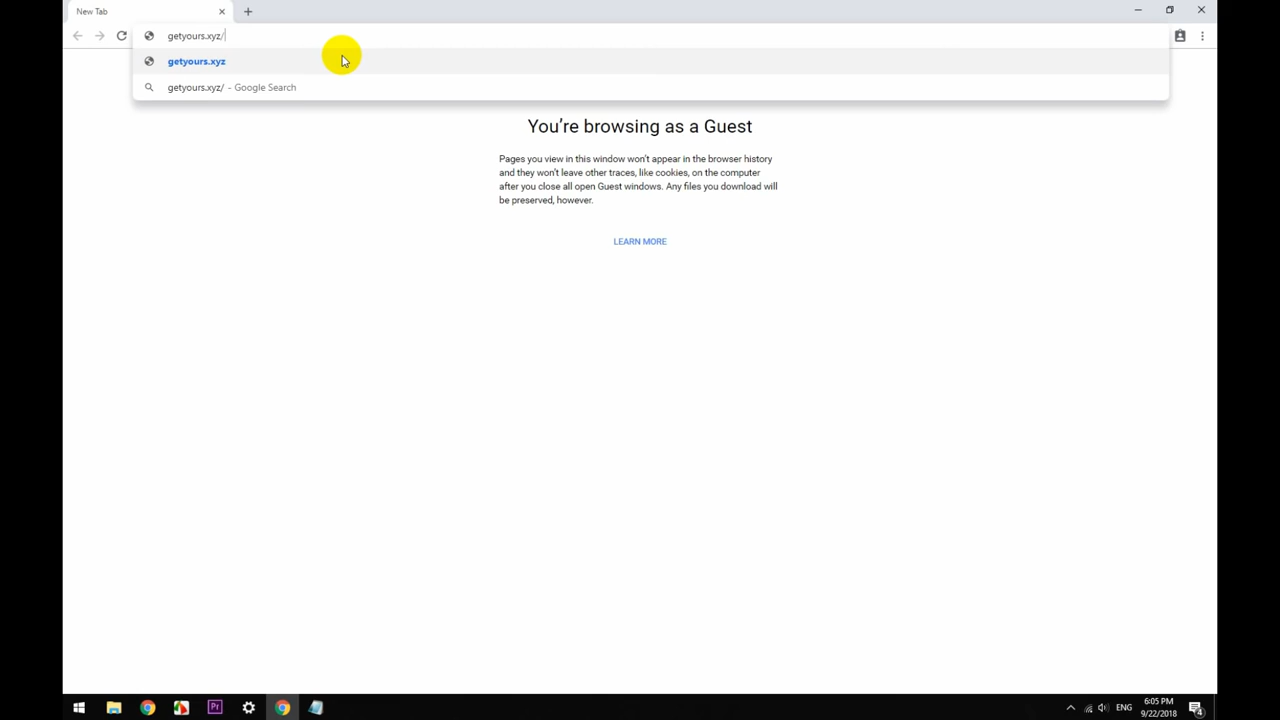 New Tab
getyours.xyz/
getyours.xyz
getyours.xyz/ - Google Search
You're browsing as a Guest
Pages you view in this window won't appear in the browser history
and they won't leave other traces, like cookies, on the computer
after you close all open Guest windows. Any files you download will
be preserved, however.
LEARN MORE
Pr
ENG
6:05 PM
9/22/2018
4